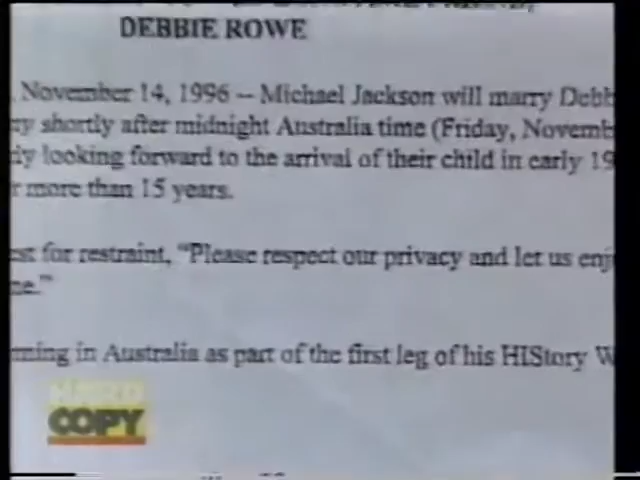 DEBBIE ROWE
November 14, 1996 -- Michael Jackson will marry Debb
shortly after midnight Australia time (Friday, Novemb
looking forward to the arrival of their child in early 19
more than 15 years.
for restraint, "Please respect our privacy and let us enj
in Australia as part of the first leg of his HIStory W
HARD
COPY